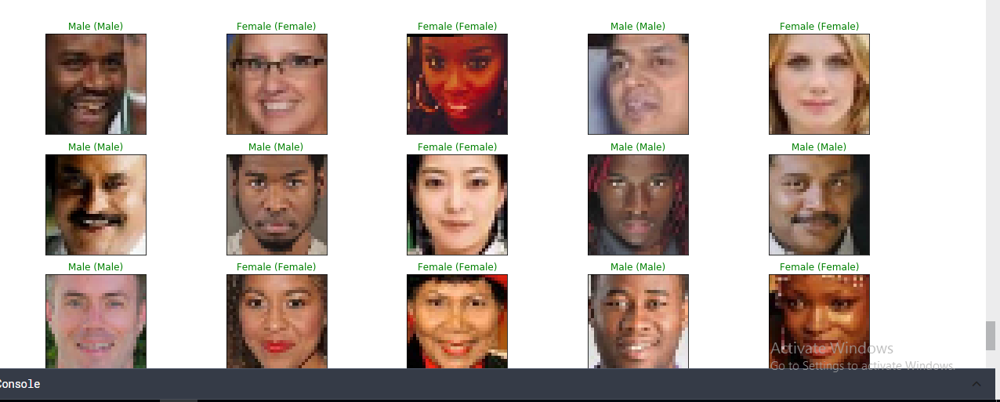 Male (Male) Female (Female) Female (Female) Male (Male) Female (Female)
Male (Male) Male (Male) Female (Female) Male (Male) Male (Male)
Male (Male) Female (Female) Female (Female) Male (Male) Female (Female)
Activate Windows
Go to Settings to activate Windows.
Console